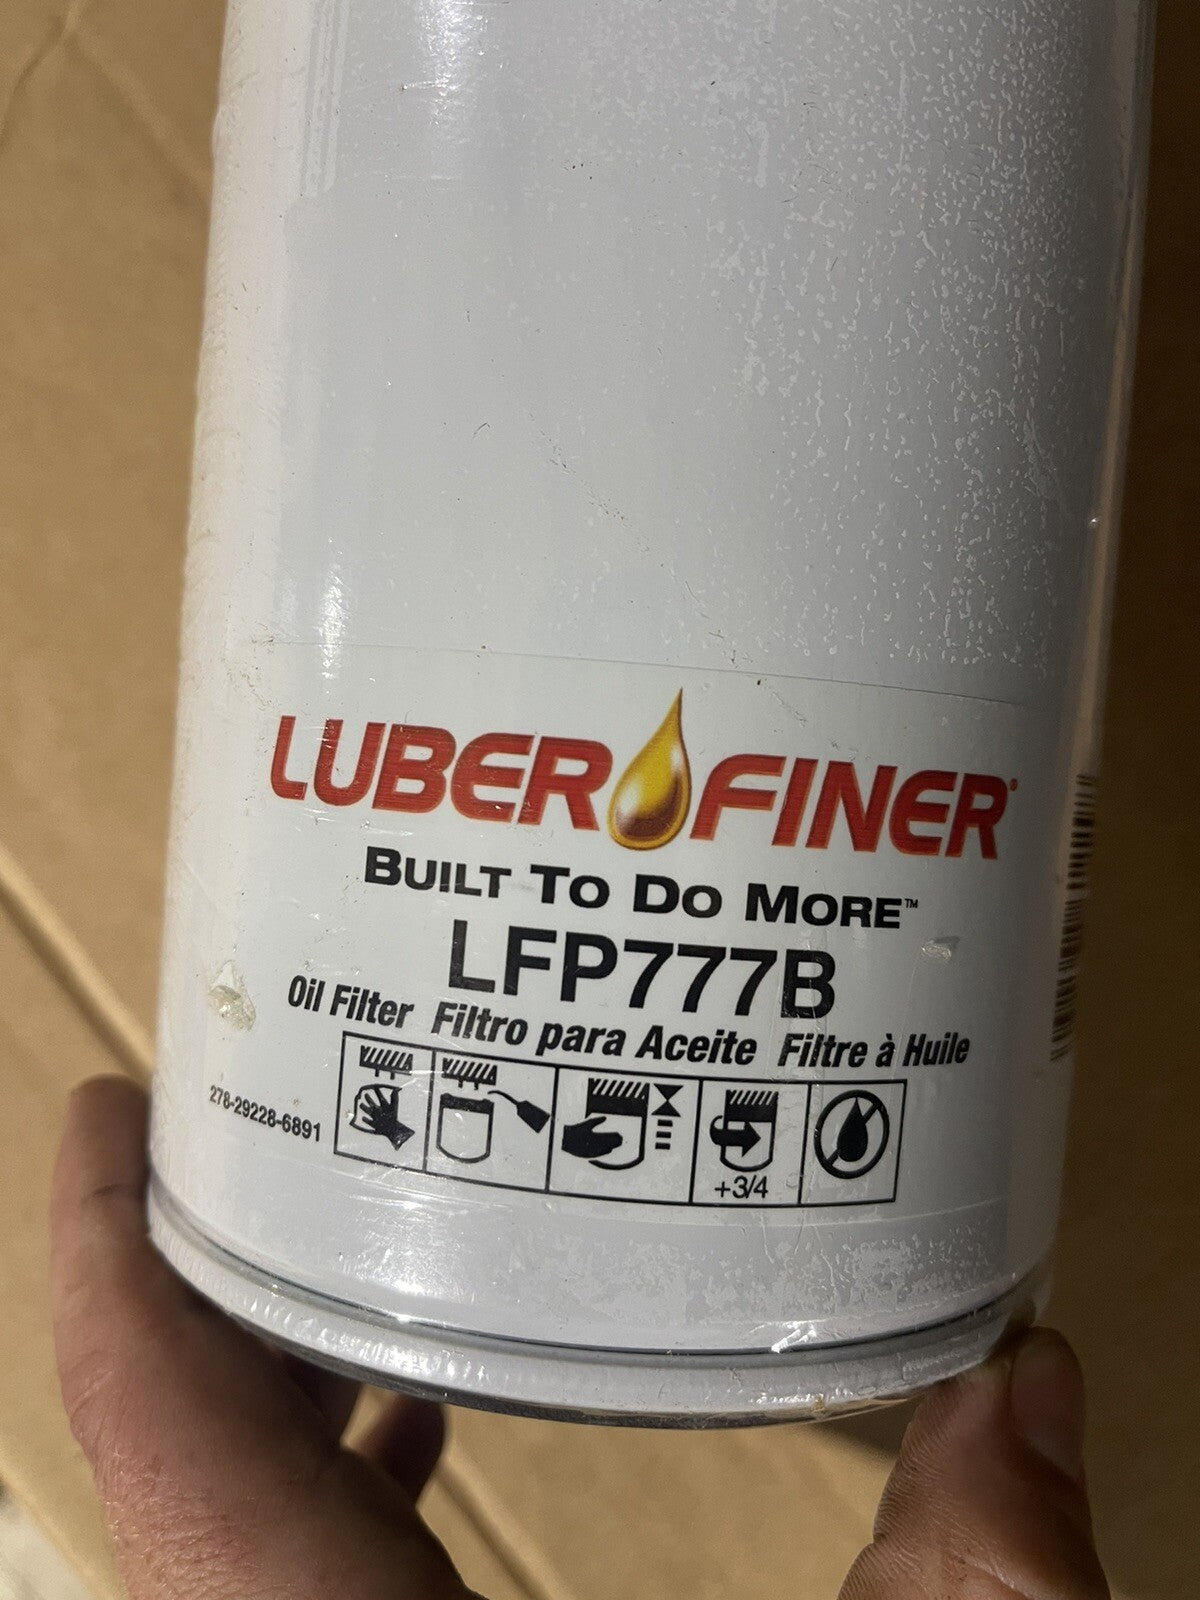 LUBERFINER®
BUILT TO DO MORE™
LFP777B
Oil Filter Filtro para Aceite Filtre à Huile
278-29228-6891
+3/4